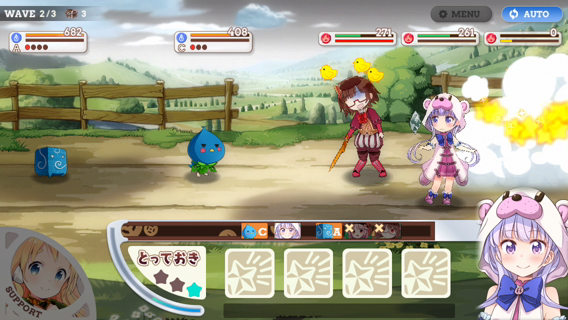 WAVE 2/3 3
MENU
AUTO
682
A
408
C
271
261
0
C
A
とっておき
SUPPORT